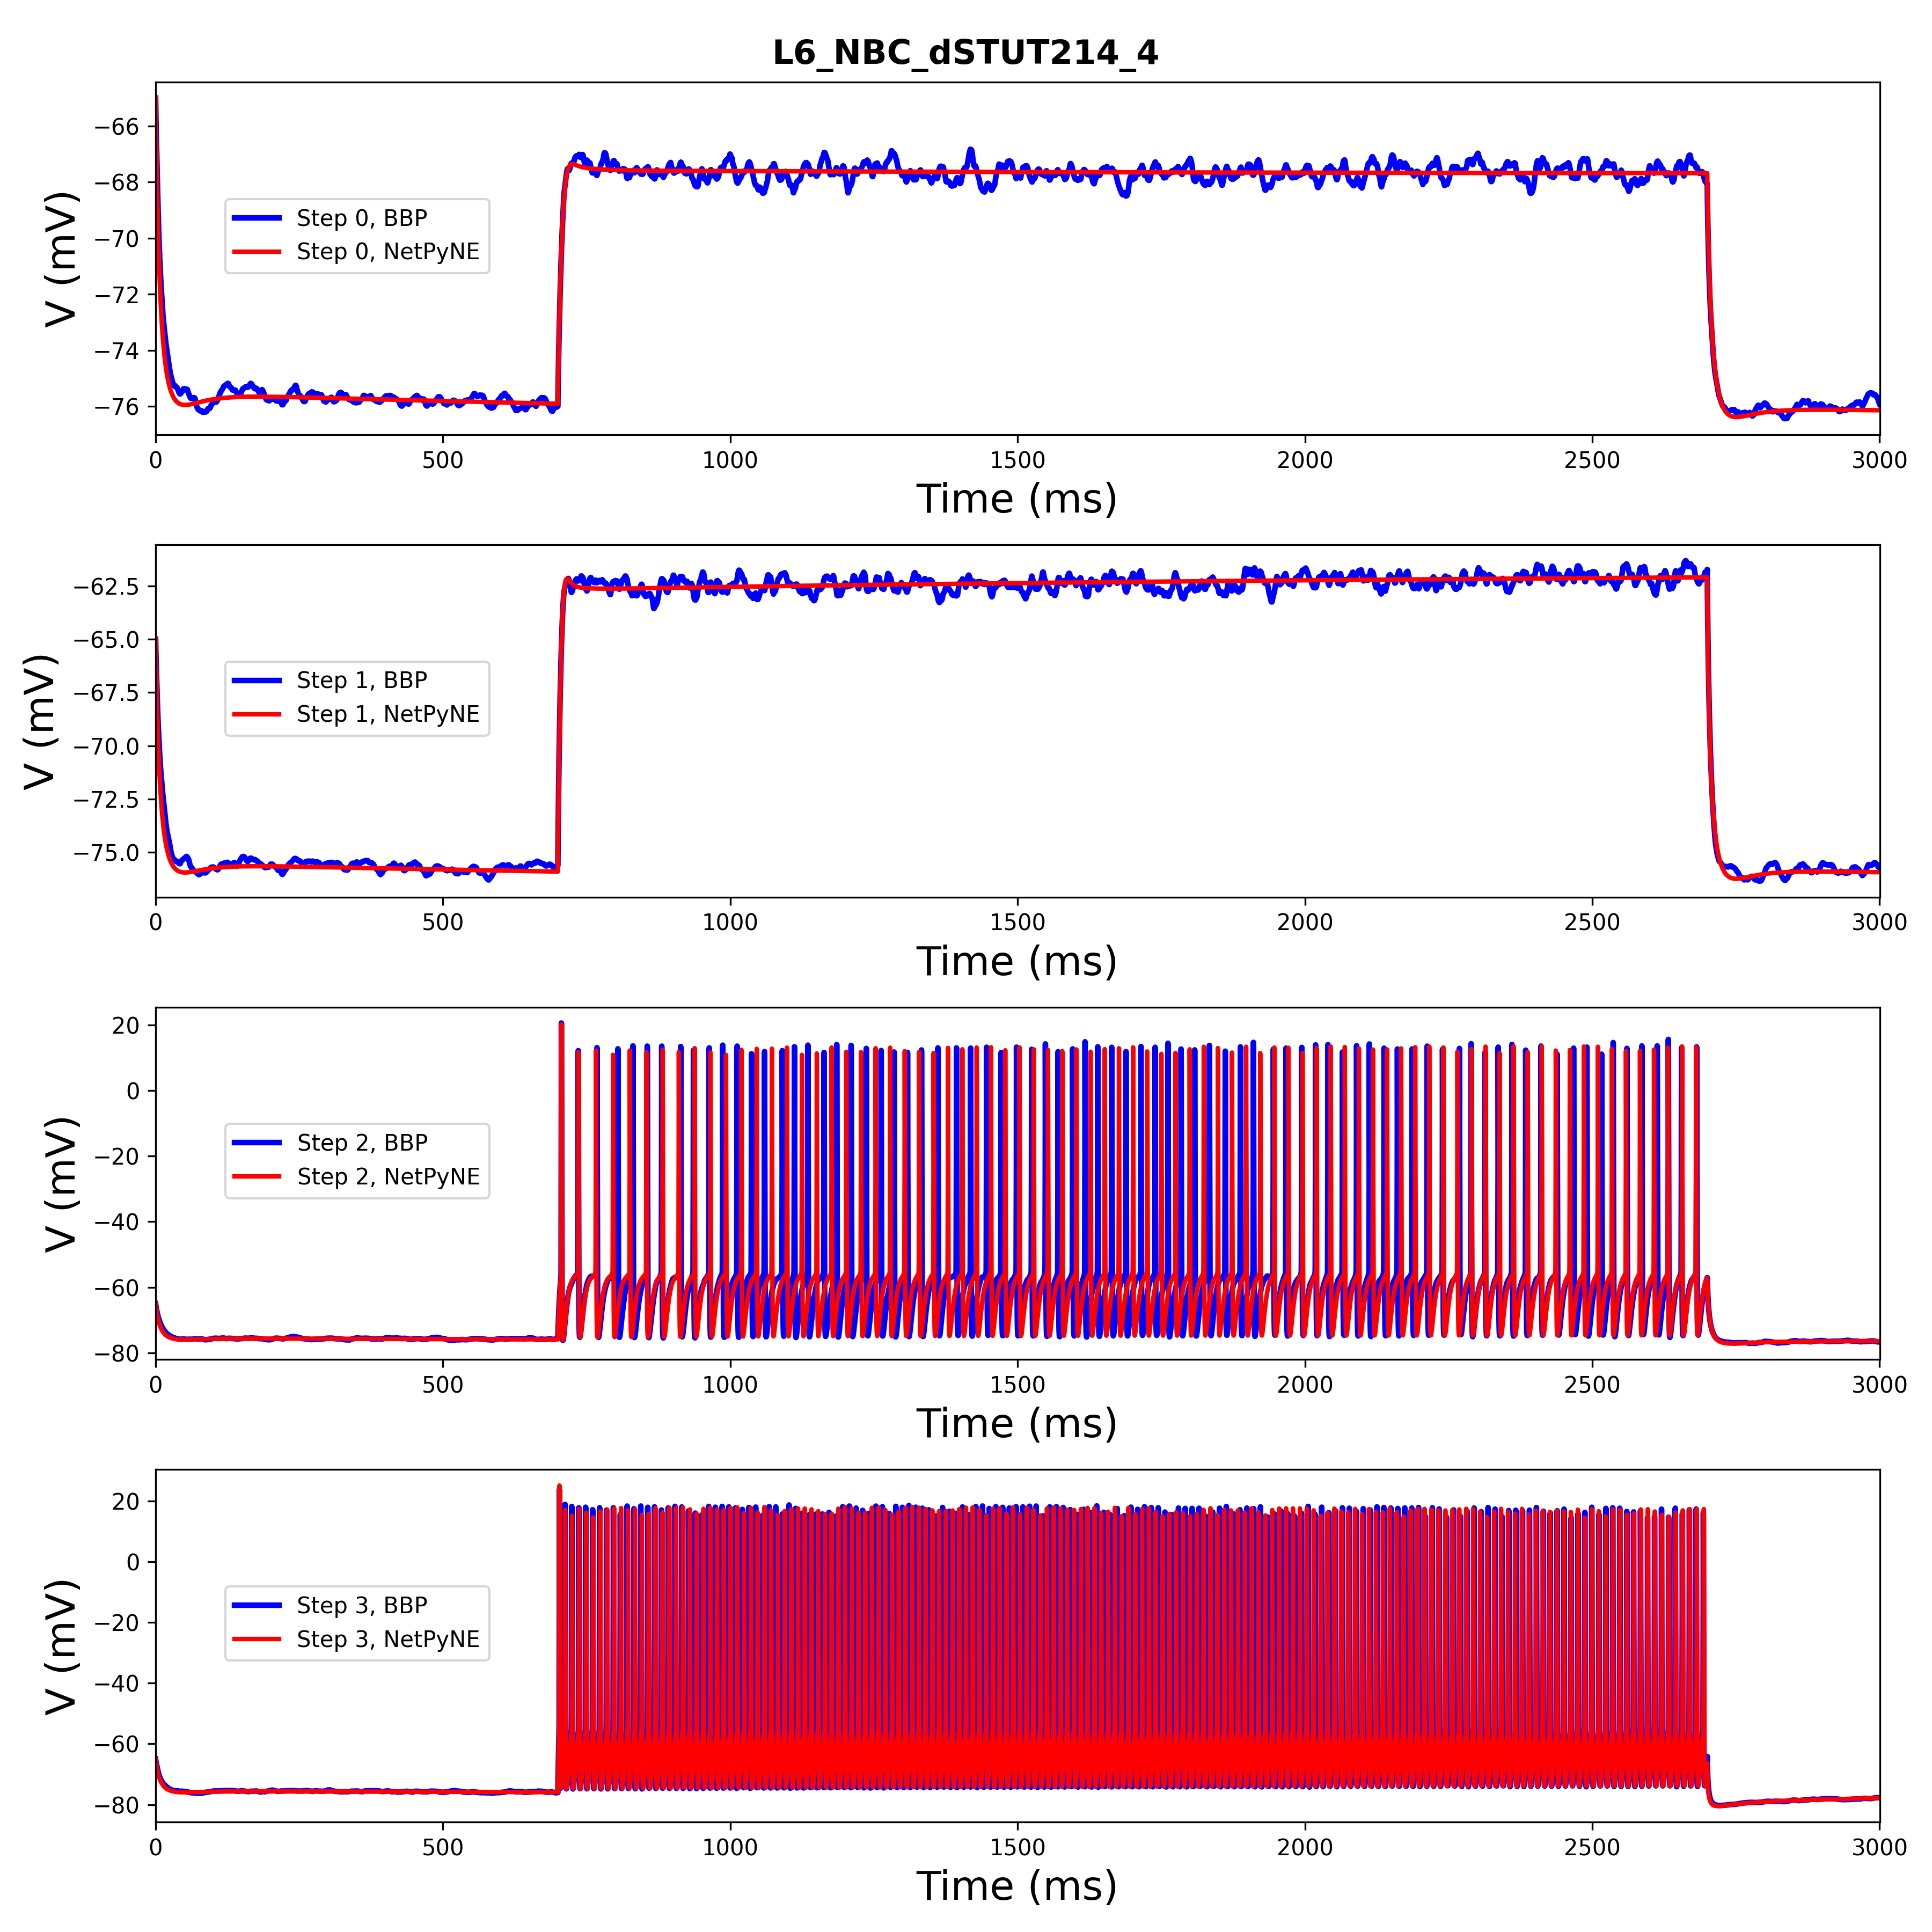 L6_NBC_dSTUT214_4
−66
−68
−70
−72
−74
−76
V (mV)
Step 0, BBP
Step 0, NetPyNE
0 500 1000 1500 2000 2500 3000
Time (ms)
−62.5
−65.0
−67.5
−70.0
−72.5
−75.0
V (mV)
Step 1, BBP
Step 1, NetPyNE
0 500 1000 1500 2000 2500 3000
Time (ms)
20
0
−20
−40
−60
−80
V (mV)
Step 2, BBP
Step 2, NetPyNE
0 500 1000 1500 2000 2500 3000
Time (ms)
20
0
−20
−40
−60
−80
V (mV)
Step 3, BBP
Step 3, NetPyNE
0 500 1000 1500 2000 2500 3000
Time (ms)